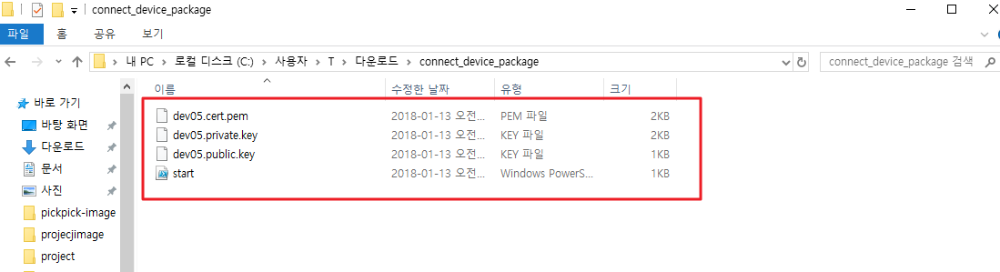 connect_device_package
파일 홈 공유 보기
내 PC > 로컬 디스크 (C:) > 사용자 > T > 다운로드 > connect_device_package
connect_device_package 검색
이름 수정한 날짜 유형 크기
dev05.cert.pem 2018-01-13 오전... PEM 파일 2KB
dev05.private.key 2018-01-13 오전... KEY 파일 2KB
dev05.public.key 2018-01-13 오전... KEY 파일 1KB
start 2018-01-13 오전... Windows PowerS... 1KB
바로 가기
바탕 화면
다운로드
문서
사진
pickpick-image
projecjimage
project